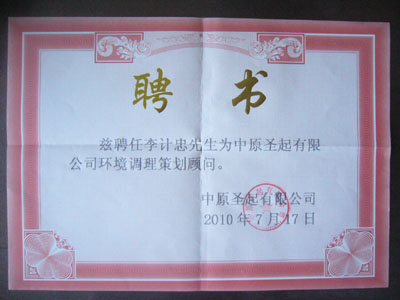 聘书
兹聘任李计忠先生为中原圣起有限
公司环境调理策划顾问。
中原圣起有限公司
2010年7月17日